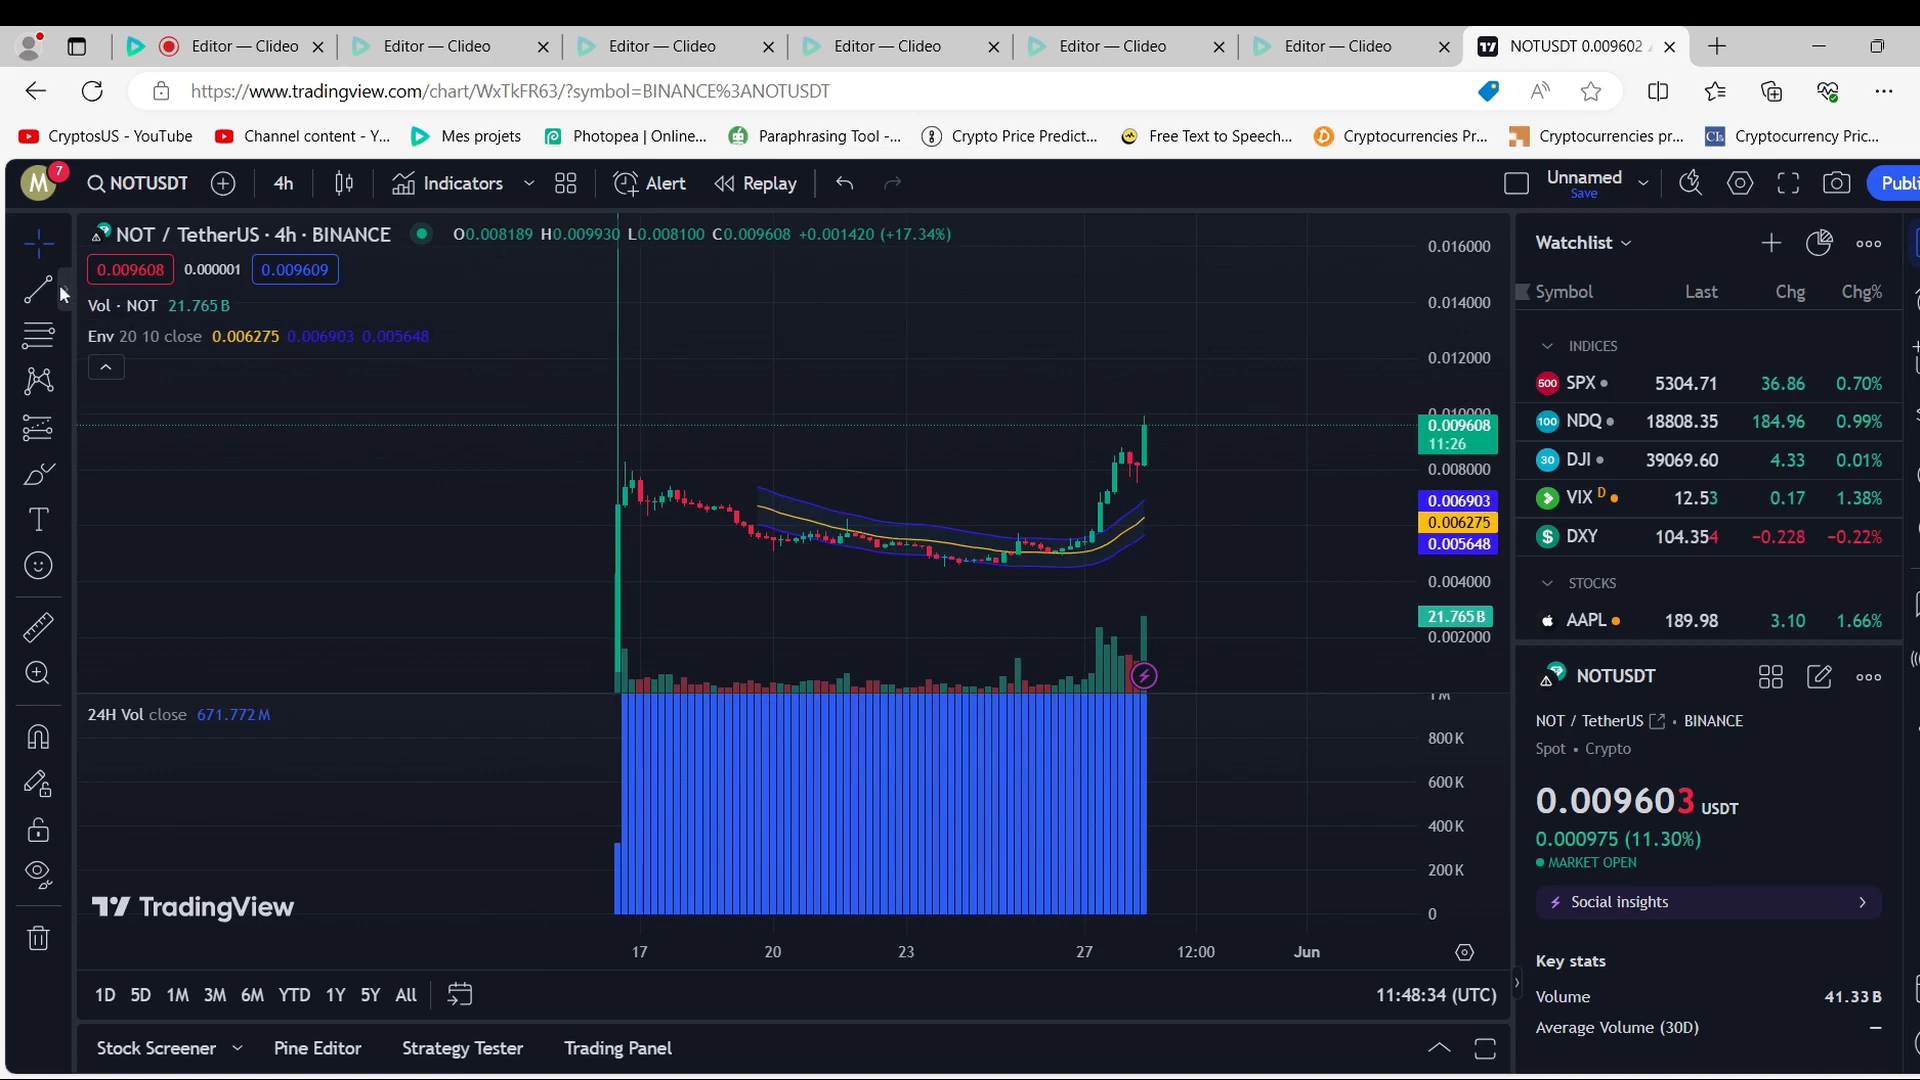 Editor — Clideo
Editor — Clideo
Editor — Clideo
Editor — Clideo
Editor — Clideo
Editor — Clideo
NOTUSDT 0.009602
https://www.tradingview.com/chart/WxTkFR63/?symbol=BINANCE%3ANOTUSDT
CryptosUS - YouTube
Channel content - Y...
Mes projets
Photopea | Online...
Paraphrasing Tool -...
Crypto Price Predict...
Free Text to Speech...
Cryptocurrencies Pr...
Cryptocurrencies pr...
Cryptocurrency Pric...
M
7
NOTUSDT
4h
Indicators
Alert
Replay
Unnamed
Save
Publi
NOT / TetherUS · 4h · BINANCE
O0.008189 H0.009930 L0.008100 C0.009608 +0.001420 (+17.34%)
0.009608
0.000001
0.009609
Vol · NOT 21.765B
Env 20 10 close 0.006275 0.006903 0.005648
0.016000
0.014000
0.012000
0.010000
0.009608
11:26
0.008000
0.006903
0.006275
0.005648
0.004000
21.765B
0.002000
24H Vol close 671.772M
1M
800K
600K
400K
200K
0
TradingView
17
20
23
27
12:00
Jun
1D 5D 1M 3M 6M YTD 1Y 5Y All
11:48:34 (UTC)
Stock Screener
Pine Editor
Strategy Tester
Trading Panel
Watchlist
Symbol Last Chg Chg%
INDICES
500 SPX 5304.71 36.86 0.70%
100 NDQ 18808.35 184.96 0.99%
30 DJI 39069.60 4.33 0.01%
VIX D 12.53 0.17 1.38%
$ DXY 104.354 −0.228 −0.22%
STOCKS
AAPL 189.98 3.10 1.66%
NOTUSDT
NOT / TetherUS • BINANCE
Spot • Crypto
0.009603 USDT
0.000975 (11.30%)
MARKET OPEN
Social insights
Key stats
Volume 41.33B
Average Volume (30D) —